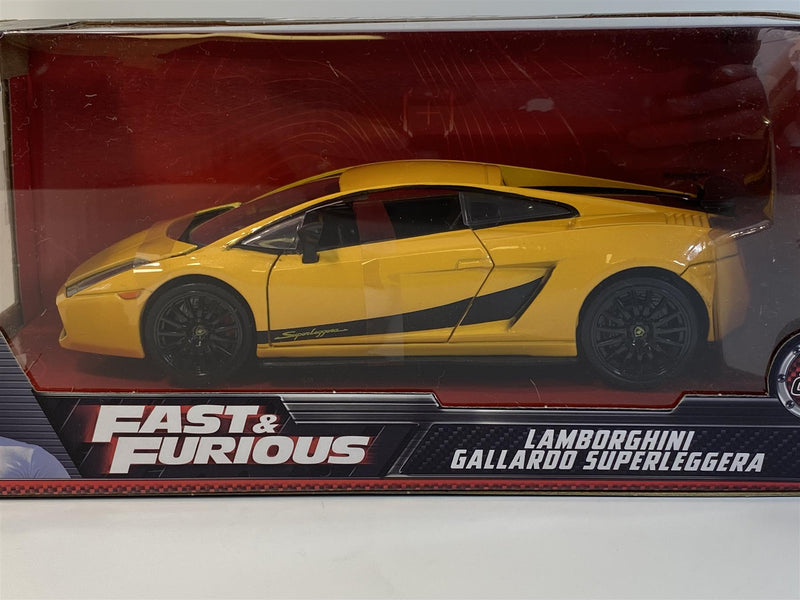 Superleggera
FAST &
FURIOUS
LAMBORGHINI
GALLARDO SUPERLEGGERA